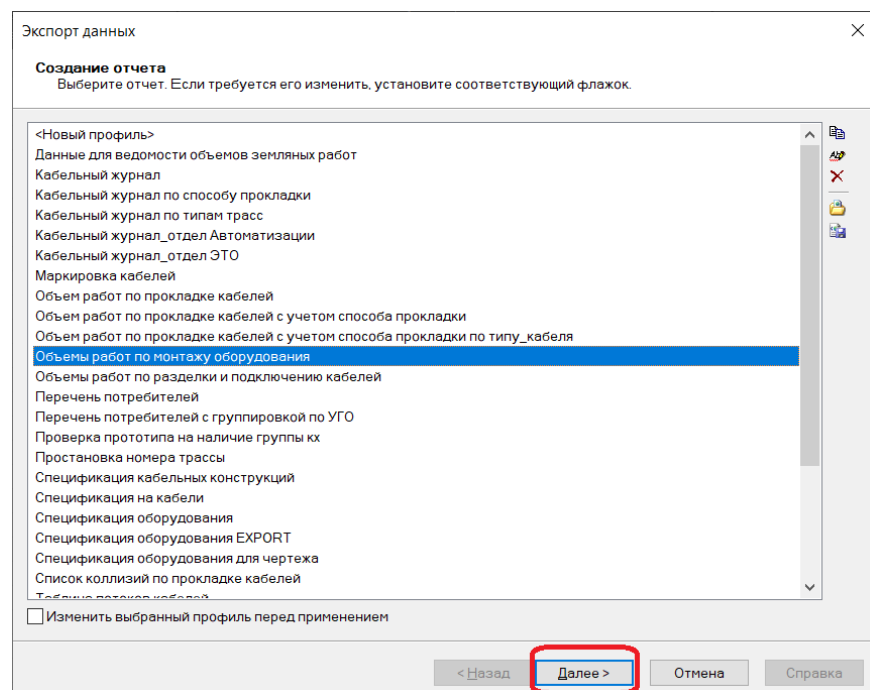 Экспорт данных
Создание отчета
Выберите отчет. Если требуется его изменить, установите соответствующий флажок.
<Новый профиль>
Данные для ведомости объемов земляных работ
Кабельный журнал
Кабельный журнал по способу прокладки
Кабельный журнал по типам трасс
Кабельный журнал_отдел Автоматизации
Кабельный журнал_отдел ЭТО
Маркировка кабелей
Объем работ по прокладке кабелей
Объем работ по прокладке кабелей с учетом способа прокладки
Объем работ по прокладке кабелей с учетом способа прокладки по типу_кабеля
Объемы работ по монтажу оборудования
Объемы работ по разделки и подключению кабелей
Перечень потребителей
Перечень потребителей с группировкой по УГО
Проверка прототипа на наличие группы кх
Простановка номера трассы
Спецификация кабельных конструкций
Спецификация на кабели
Спецификация оборудования
Спецификация оборудования EXPORT
Спецификация оборудования для чертежа
Список коллизий по прокладке кабелей
Изменить выбранный профиль перед применением
< Назад Далее > Отмена Справка